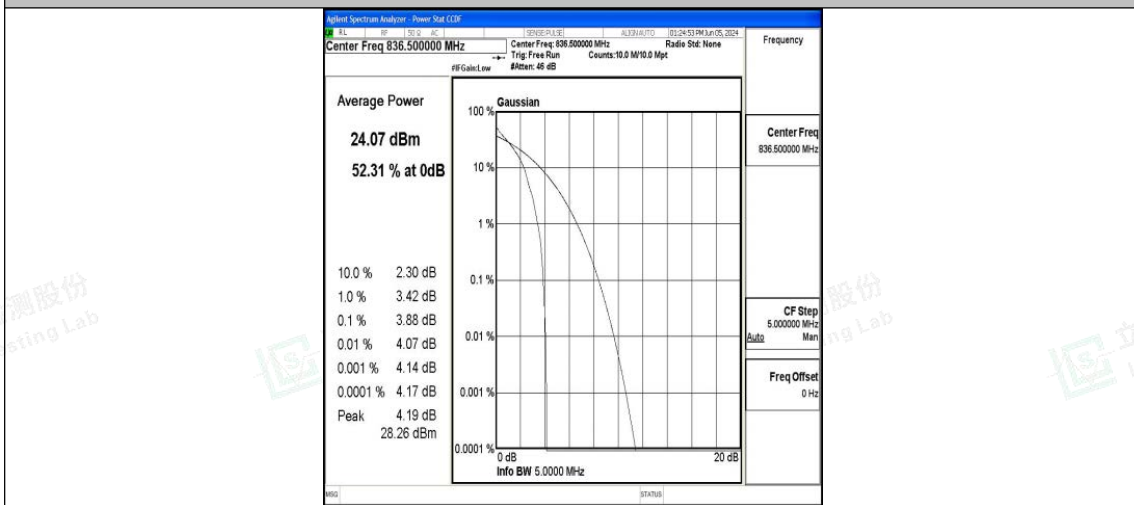 Agilent Spectrum Analyzer - Power Stat CCDF
RL RF 50 Ω AC SENSE:PULSE ALIGN AUTO 01:24:53 PM Jun 05, 2024
Center Freq 836.500000 MHz
Center Freq: 836.500000 MHz Radio Std: None
Trig: Free Run Counts:10.0 M/10.0 Mpt
#IFGain:Low #Atten: 46 dB
Frequency
Average Power
24.07 dBm
52.31 % at 0dB
10.0 % 2.30 dB
1.0 % 3.42 dB
0.1 % 3.88 dB
0.01 % 4.07 dB
0.001 % 4.14 dB
0.0001 % 4.17 dB
Peak 4.19 dB
28.26 dBm
Gaussian
100 %
10 %
1 %
0.1 %
0.01 %
0.001 %
0.0001 %
0 dB 20 dB
Info BW 5.0000 MHz
Center Freq
836.500000 MHz
CF Step
5.000000 MHz
Auto Man
Freq Offset
0 Hz
MSG STATUS
测股份
sting Lab
股份
ng Lab
立